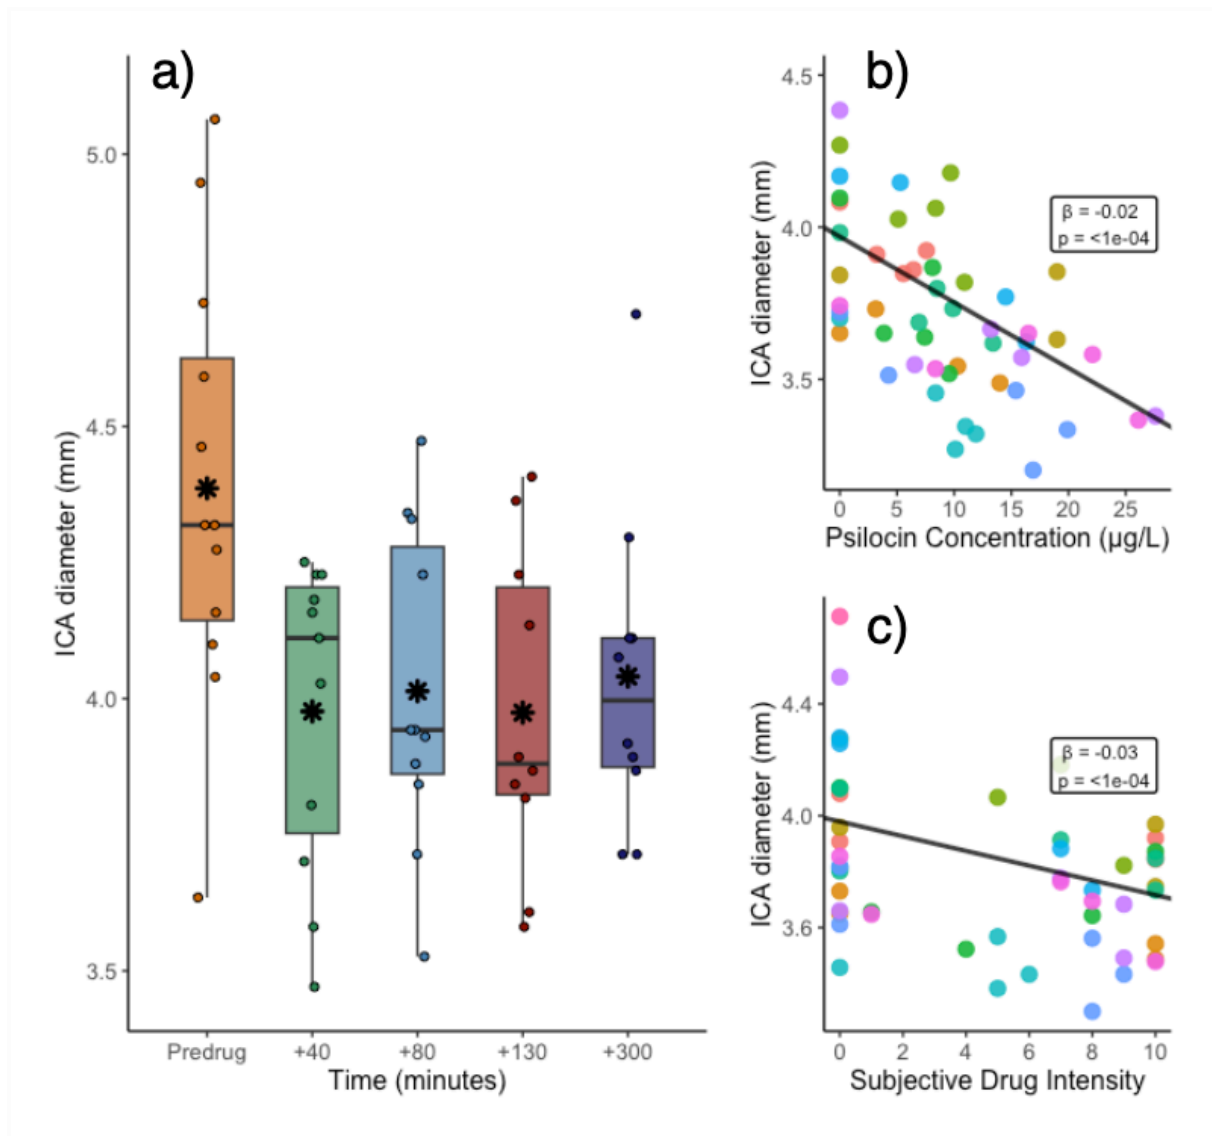 a)
ICA diameter (mm)
5.0
4.5
4.0
3.5
Predrug +40 +80 +130 +300
Time (minutes)
b)
ICA diameter (mm)
4.5
4.0
3.5
β = -0.02
p = <1e-04
0 5 10 15 20 25
Psilocin Concentration (µg/L)
c)
ICA diameter (mm)
4.4
4.0
3.6
β = -0.03
p = <1e-04
0 2 4 6 8 10
Subjective Drug Intensity